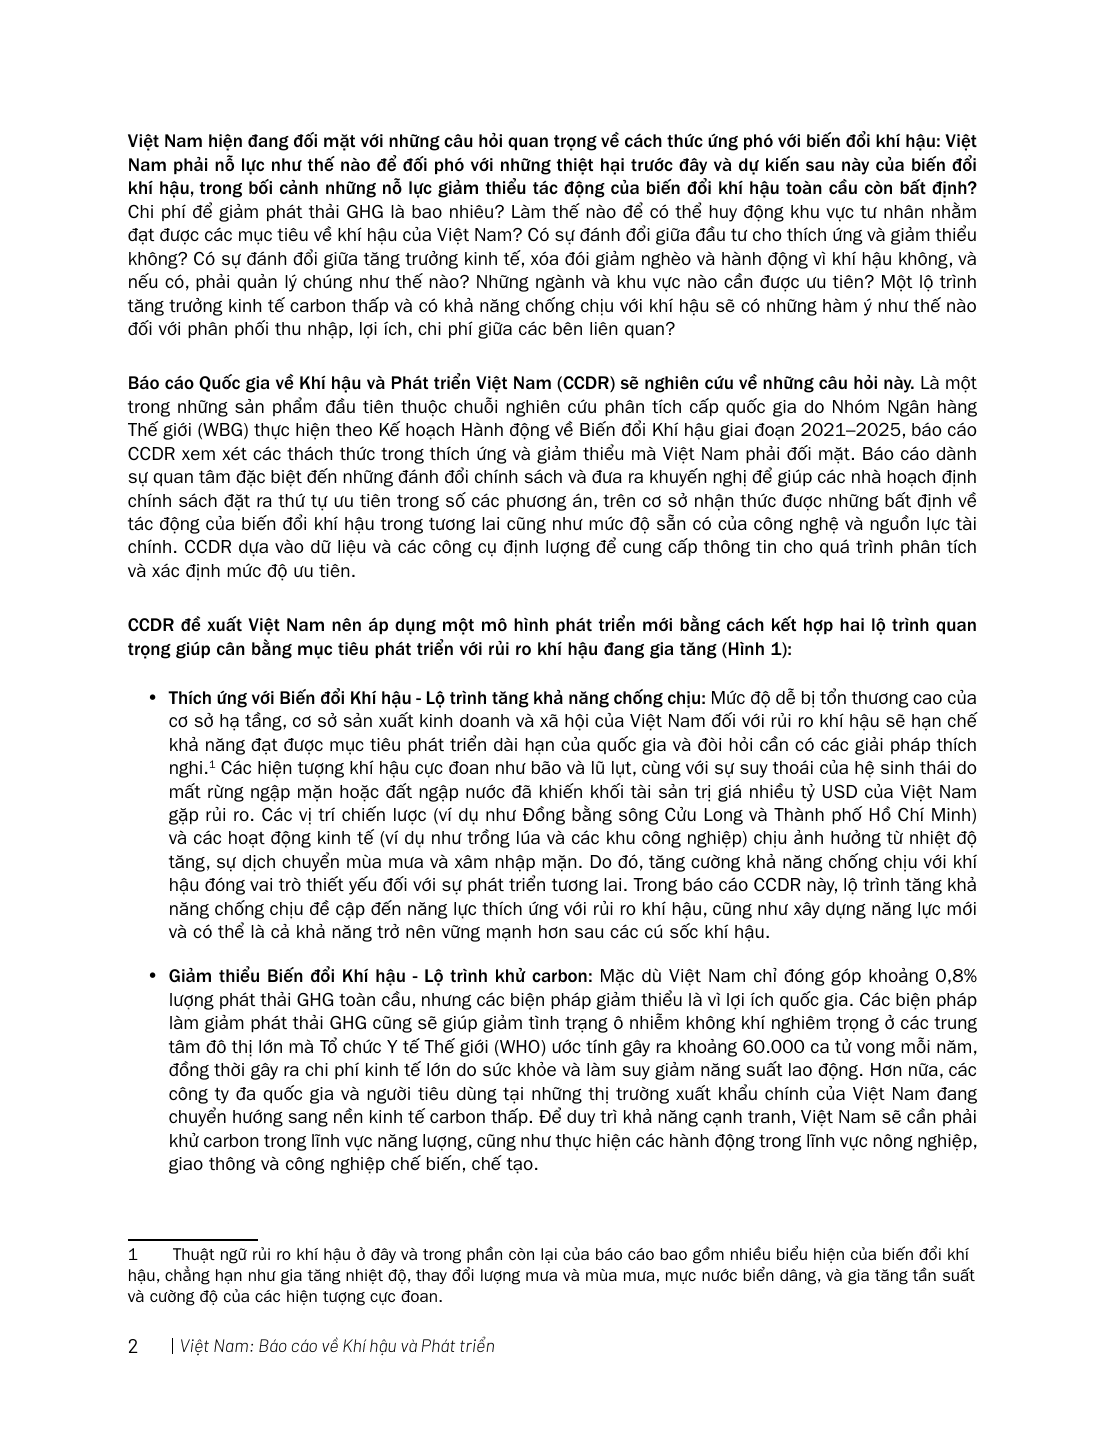 Việt Nam hiện đang đối mặt với những câu hỏi quan trọng về cách thức ứng phó với biến đổi khí hậu: Việt
Nam phải nỗ lực như thế nào để đối phó với những thiệt hại trước đây và dự kiến sau này của biến đổi
khí hậu, trong bối cảnh những nỗ lực giảm thiểu tác động của biến đổi khí hậu toàn cầu còn bất định?
Chi phí để giảm phát thải GHG là bao nhiêu? Làm thế nào để có thể huy động khu vực tư nhân nhằm
đạt được các mục tiêu về khí hậu của Việt Nam? Có sự đánh đổi giữa đầu tư cho thích ứng và giảm thiểu
không? Có sự đánh đổi giữa tăng trưởng kinh tế, xóa đói giảm nghèo và hành động vì khí hậu không, và
nếu có, phải quản lý chúng như thế nào? Những ngành và khu vực nào cần được ưu tiên? Một lộ trình
tăng trưởng kinh tế carbon thấp và có khả năng chống chịu với khí hậu sẽ có những hàm ý như thế nào
đối với phân phối thu nhập, lợi ích, chi phí giữa các bên liên quan?
Báo cáo Quốc gia về Khí hậu và Phát triển Việt Nam (CCDR) sẽ nghiên cứu về những câu hỏi này. Là một
trong những sản phẩm đầu tiên thuộc chuỗi nghiên cứu phân tích cấp quốc gia do Nhóm Ngân hàng
Thế giới (WBG) thực hiện theo Kế hoạch Hành động về Biến đổi Khí hậu giai đoạn 2021–2025, báo cáo
CCDR xem xét các thách thức trong thích ứng và giảm thiểu mà Việt Nam phải đối mặt. Báo cáo dành
sự quan tâm đặc biệt đến những đánh đổi chính sách và đưa ra khuyến nghị để giúp các nhà hoạch định
chính sách đặt ra thứ tự ưu tiên trong số các phương án, trên cơ sở nhận thức được những bất định về
tác động của biến đổi khí hậu trong tương lai cũng như mức độ sẵn có của công nghệ và nguồn lực tài
chính. CCDR dựa vào dữ liệu và các công cụ định lượng để cung cấp thông tin cho quá trình phân tích
và xác định mức độ ưu tiên.
CCDR đề xuất Việt Nam nên áp dụng một mô hình phát triển mới bằng cách kết hợp hai lộ trình quan
trọng giúp cân bằng mục tiêu phát triển với rủi ro khí hậu đang gia tăng (Hình 1):
• Thích ứng với Biến đổi Khí hậu - Lộ trình tăng khả năng chống chịu: Mức độ dễ bị tổn thương cao của
cơ sở hạ tầng, cơ sở sản xuất kinh doanh và xã hội của Việt Nam đối với rủi ro khí hậu sẽ hạn chế
khả năng đạt được mục tiêu phát triển dài hạn của quốc gia và đòi hỏi cần có các giải pháp thích
nghi.¹ Các hiện tượng khí hậu cực đoan như bão và lũ lụt, cùng với sự suy thoái của hệ sinh thái do
mất rừng ngập mặn hoặc đất ngập nước đã khiến khối tài sản trị giá nhiều tỷ USD của Việt Nam
gặp rủi ro. Các vị trí chiến lược (ví dụ như Đồng bằng sông Cửu Long và Thành phố Hồ Chí Minh)
và các hoạt động kinh tế (ví dụ như trồng lúa và các khu công nghiệp) chịu ảnh hưởng từ nhiệt độ
tăng, sự dịch chuyển mùa mưa và xâm nhập mặn. Do đó, tăng cường khả năng chống chịu với khí
hậu đóng vai trò thiết yếu đối với sự phát triển tương lai. Trong báo cáo CCDR này, lộ trình tăng khả
năng chống chịu đề cập đến năng lực thích ứng với rủi ro khí hậu, cũng như xây dựng năng lực mới
và có thể là cả khả năng trở nên vững mạnh hơn sau các cú sốc khí hậu.
• Giảm thiểu Biến đổi Khí hậu - Lộ trình khử carbon: Mặc dù Việt Nam chỉ đóng góp khoảng 0,8%
lượng phát thải GHG toàn cầu, nhưng các biện pháp giảm thiểu là vì lợi ích quốc gia. Các biện pháp
làm giảm phát thải GHG cũng sẽ giúp giảm tình trạng ô nhiễm không khí nghiêm trọng ở các trung
tâm đô thị lớn mà Tổ chức Y tế Thế giới (WHO) ước tính gây ra khoảng 60.000 ca tử vong mỗi năm,
đồng thời gây ra chi phí kinh tế lớn do sức khỏe và làm suy giảm năng suất lao động. Hơn nữa, các
công ty đa quốc gia và người tiêu dùng tại những thị trường xuất khẩu chính của Việt Nam đang
chuyển hướng sang nền kinh tế carbon thấp. Để duy trì khả năng cạnh tranh, Việt Nam sẽ cần phải
khử carbon trong lĩnh vực năng lượng, cũng như thực hiện các hành động trong lĩnh vực nông nghiệp,
giao thông và công nghiệp chế biến, chế tạo.
1 Thuật ngữ rủi ro khí hậu ở đây và trong phần còn lại của báo cáo bao gồm nhiều biểu hiện của biến đổi khí
hậu, chẳng hạn như gia tăng nhiệt độ, thay đổi lượng mưa và mùa mưa, mực nước biển dâng, và gia tăng tần suất
và cường độ của các hiện tượng cực đoan.
2 | Việt Nam: Báo cáo về Khí hậu và Phát triển